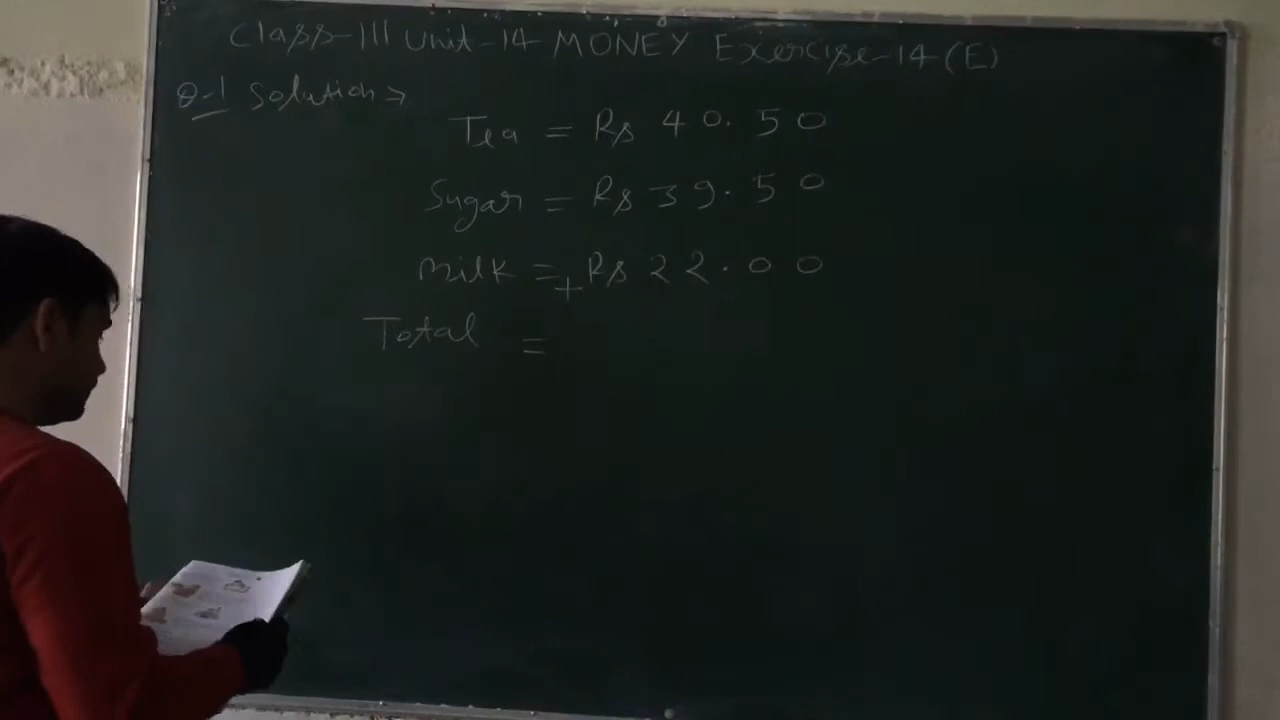 Class-III Unit-14 MONEY Exercise-14 (E)
Q-1 Solution ⇒
Tea = Rs 40.50
Sugar = Rs 39.50
Milk = + Rs 22.00
Total =